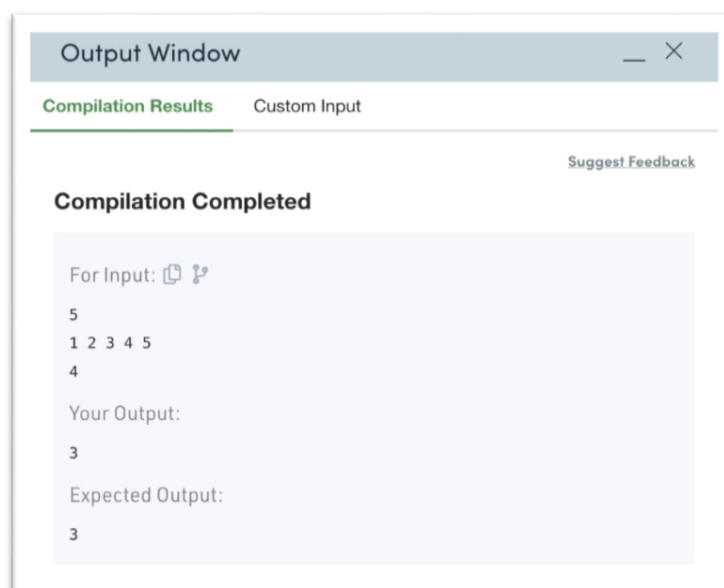 Output Window
Compilation Results Custom Input
Suggest Feedback
Compilation Completed
For Input:
5
1 2 3 4 5
4
Your Output:
3
Expected Output:
3